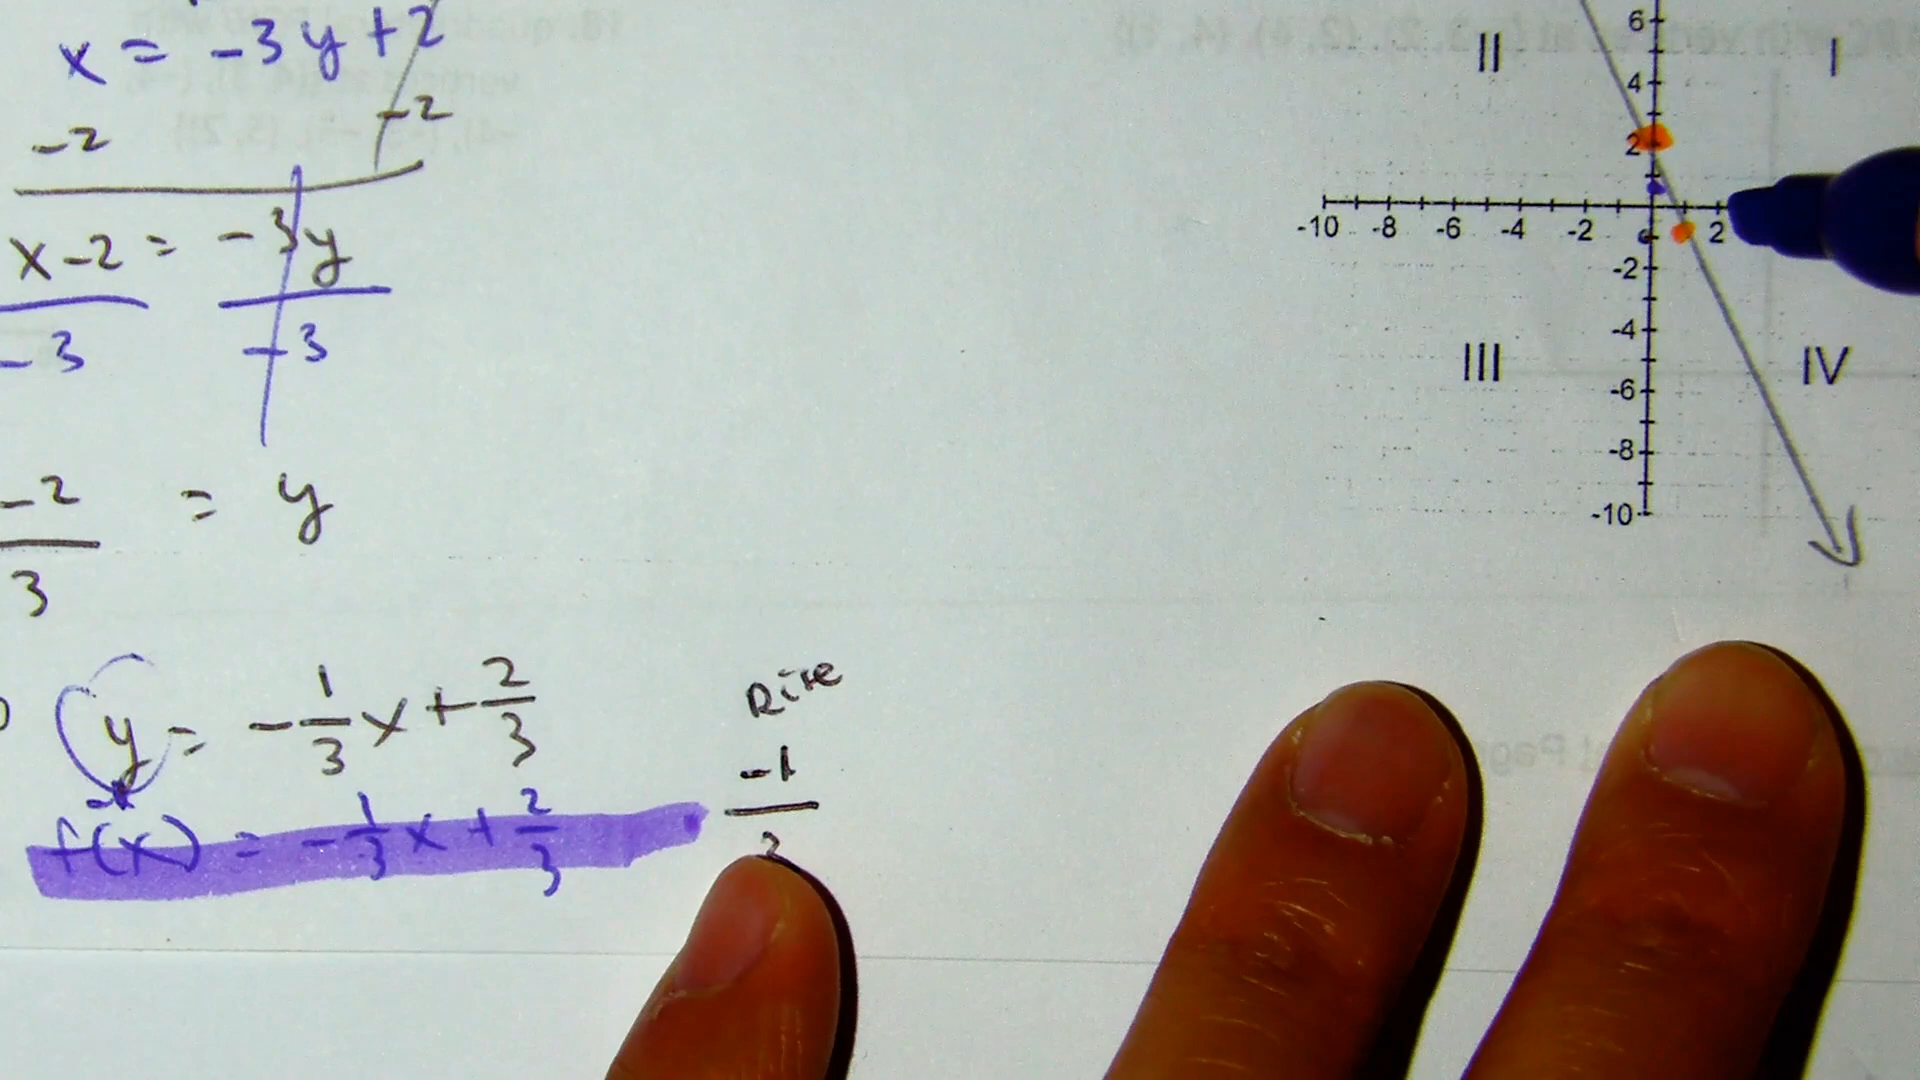 x = -3y + 2
-2 -2
x - 2 = -3y
-3 -3
-2 = y
3
y = -1/3 x + 2/3
f⁻¹(x) = -1/3 x + 2/3
Rise
-1
II I
III IV
6
4
2
-10 -8 -6 -4 -2 2
-2
-4
-6
-8
-10